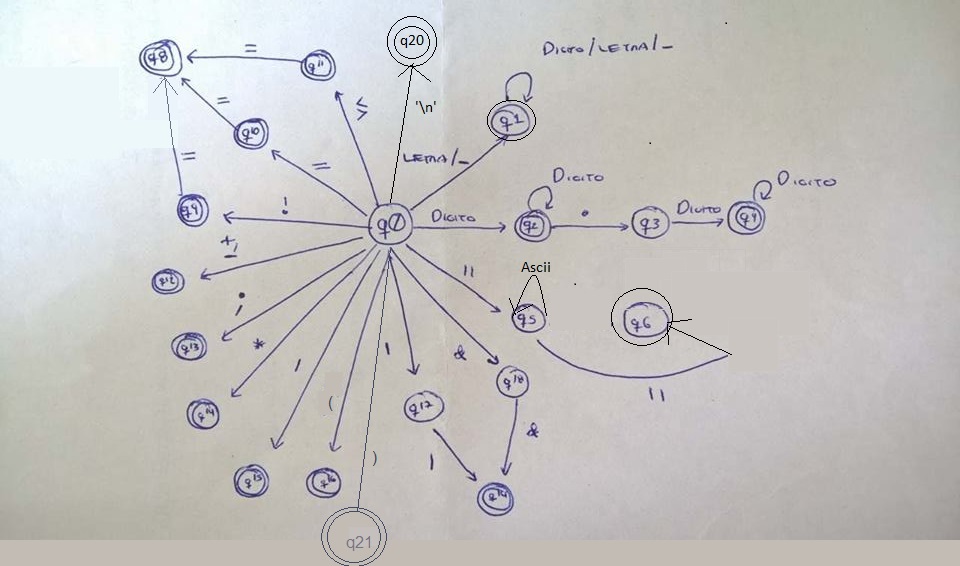 q20
q8
=
q11
DIGITO/LETRA/_
=
<
>
'\n'
q1
q10
LETRA/_
=
=
DIGITO
DIGITO
q9
!
q0
DIGITO
q2
.
q3
DIGITO
q4
+
-
q12
"
Ascii
;
q5
q6
q13
*
/
|
&
q18
"
q14
(
q17
&
)
|
q15
q16
q19
q21